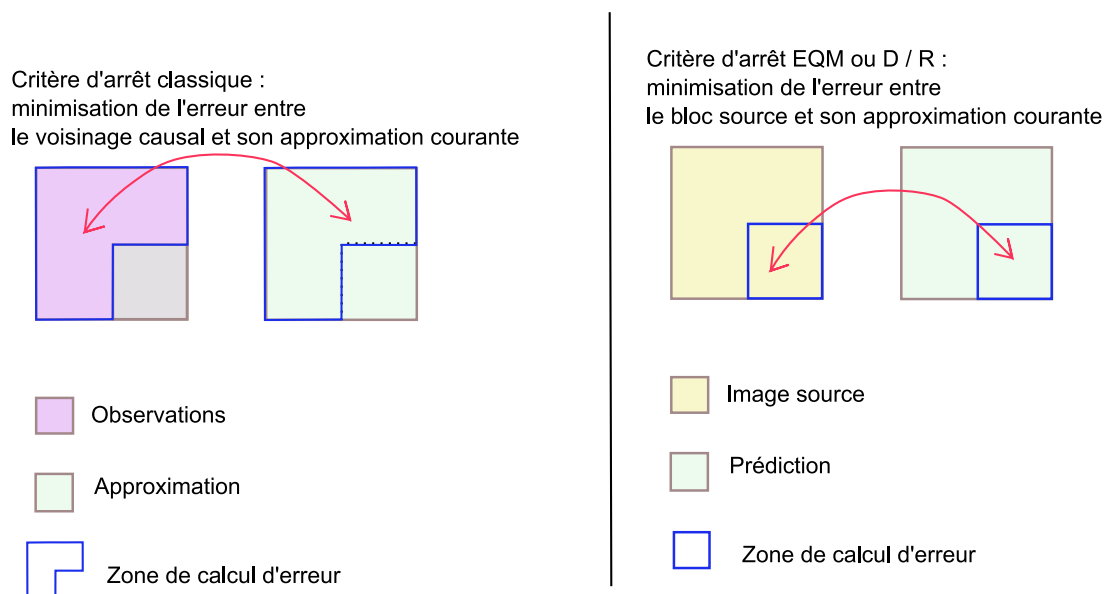 Critère d'arrêt classique :
minimisation de l'erreur entre
le voisinage causal et son approximation courante
Observations
Approximation
Zone de calcul d'erreur
Critère d'arrêt EQM ou D / R :
minimisation de l'erreur entre
le bloc source et son approximation courante
Image source
Prédiction
Zone de calcul d'erreur